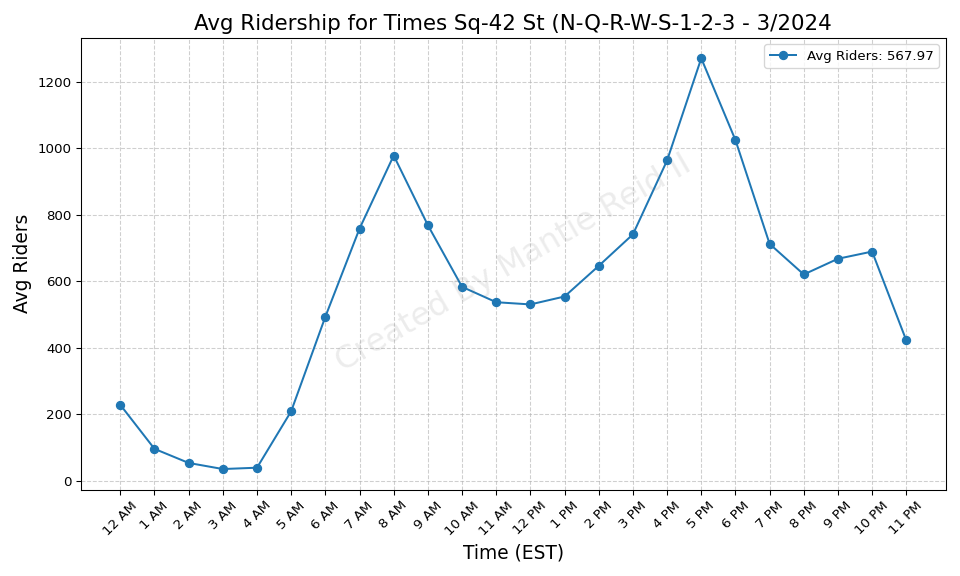 Avg Ridership for Times Sq-42 St (N-Q-R-W-S-1-2-3 - 3/2024
Avg Riders: 567.97
1200
1000
800
600
400
200
0
Avg Riders
Created By Mantie Reid II
12 AM
1 AM
2 AM
3 AM
4 AM
5 AM
6 AM
7 AM
8 AM
9 AM
10 AM
11 AM
12 PM
1 PM
2 PM
3 PM
4 PM
5 PM
6 PM
7 PM
8 PM
9 PM
10 PM
11 PM
Time (EST)